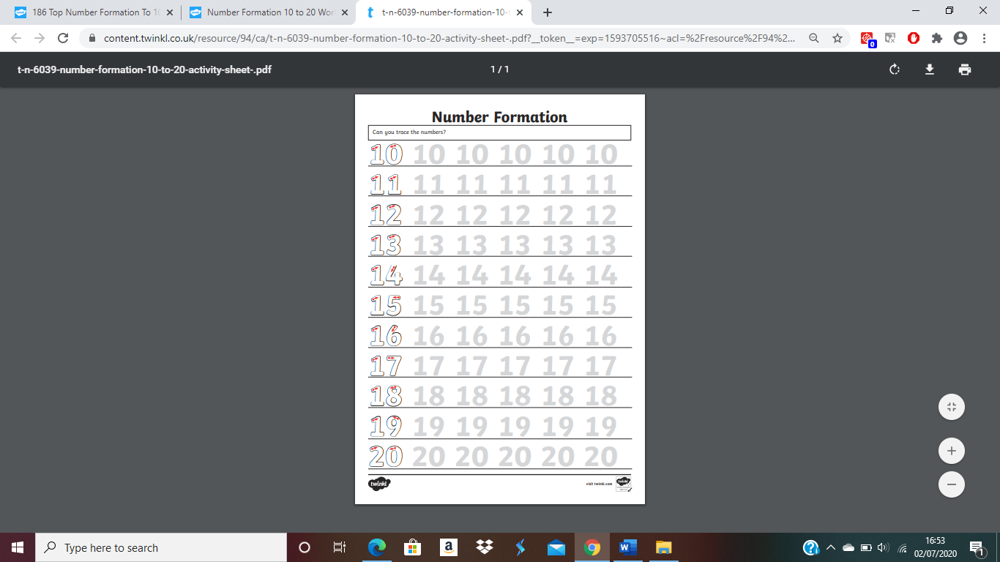 186 Top Number Formation To 10
Number Formation 10 to 20 Wor
t-n-6039-number-formation-10-t
content.twinkl.co.uk/resource/94/ca/t-n-6039-number-formation-10-to-20-activity-sheet-.pdf?__token__=exp=1593705516~acl=%2Fresource%2F94%2...
0
t-n-6039-number-formation-10-to-20-activity-sheet-.pdf
1 / 1
Number Formation
Can you trace the numbers?
10 10 10 10 10 10
11 11 11 11 11 11
12 12 12 12 12 12
13 13 13 13 13 13
14 14 14 14 14 14
15 15 15 15 15 15
16 16 16 16 16 16
17 17 17 17 17 17
18 18 18 18 18 18
19 19 19 19 19 19
20 20 20 20 20 20
twinkl
visit twinkl.com
twinkl
Type here to search
16:53
02/07/2020
1